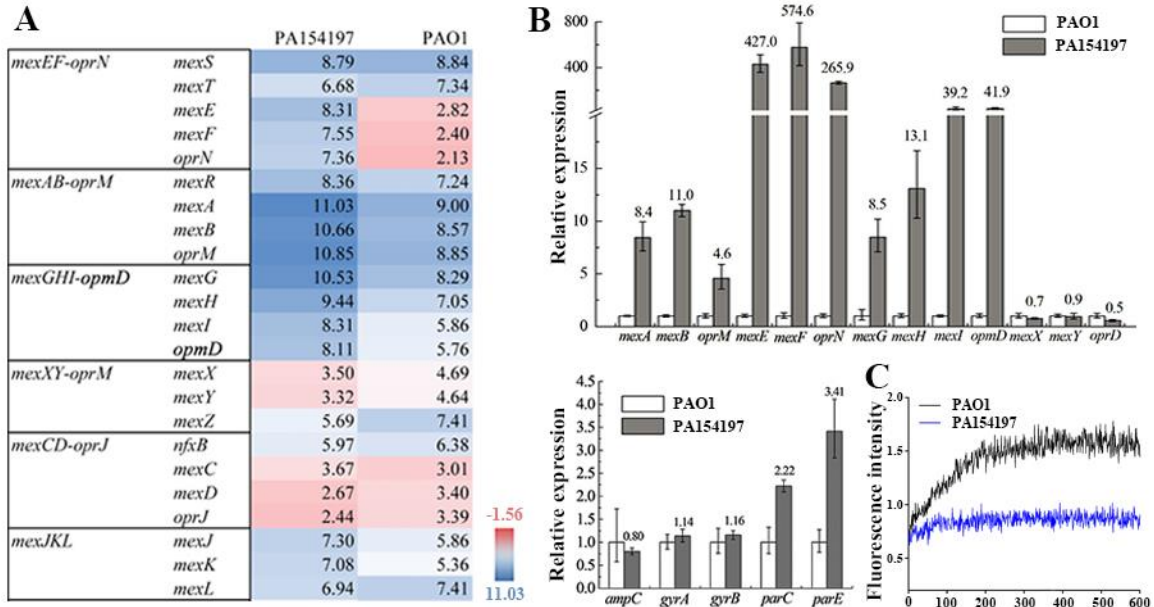 A
PA154197 PAO1
mexEF-oprN mexS 8.79 8.84
mexT 6.68 7.34
mexE 8.31 2.82
mexF 7.55 2.40
oprN 7.36 2.13
mexAB-oprM mexR 8.36 7.24
mexA 11.03 9.00
mexB 10.66 8.57
oprM 10.85 8.85
mexGHI-opmD mexG 10.53 8.29
mexH 9.44 7.05
mexI 8.31 5.86
opmD 8.11 5.76
mexXY-oprM mexX 3.50 4.69
mexY 3.32 4.64
mexZ 5.69 7.41
mexCD-oprJ nfxB 5.97 6.38
mexC 3.67 3.01
mexD 2.67 3.40
oprJ 2.44 3.39
mexJKL mexJ 7.30 5.86
mexK 7.08 5.36
mexL 6.94 7.41
-1.56
11.03
B
Relative expression
800
400
15
10
5
0
PAO1
PA154197
8.4 11.0 4.6 427.0 574.6 265.9 8.5 13.1 39.2 41.9 0.7 0.9 0.5
mexA mexB oprM mexE mexF oprN mexG mexH mexI opmD mexX mexY oprD
Relative expression
4.5
4.0
3.5
3.0
2.5
2.0
1.5
1.0
0.5
0.0
PAO1
PA154197
0.80 1.14 1.16 2.22 3.41
ampC gyrA gyrB parC parE
C
Fluorescence intensity
2.0
1.5
1.0
0.5
PAO1
PA154197
0 100 200 300 400 500 600